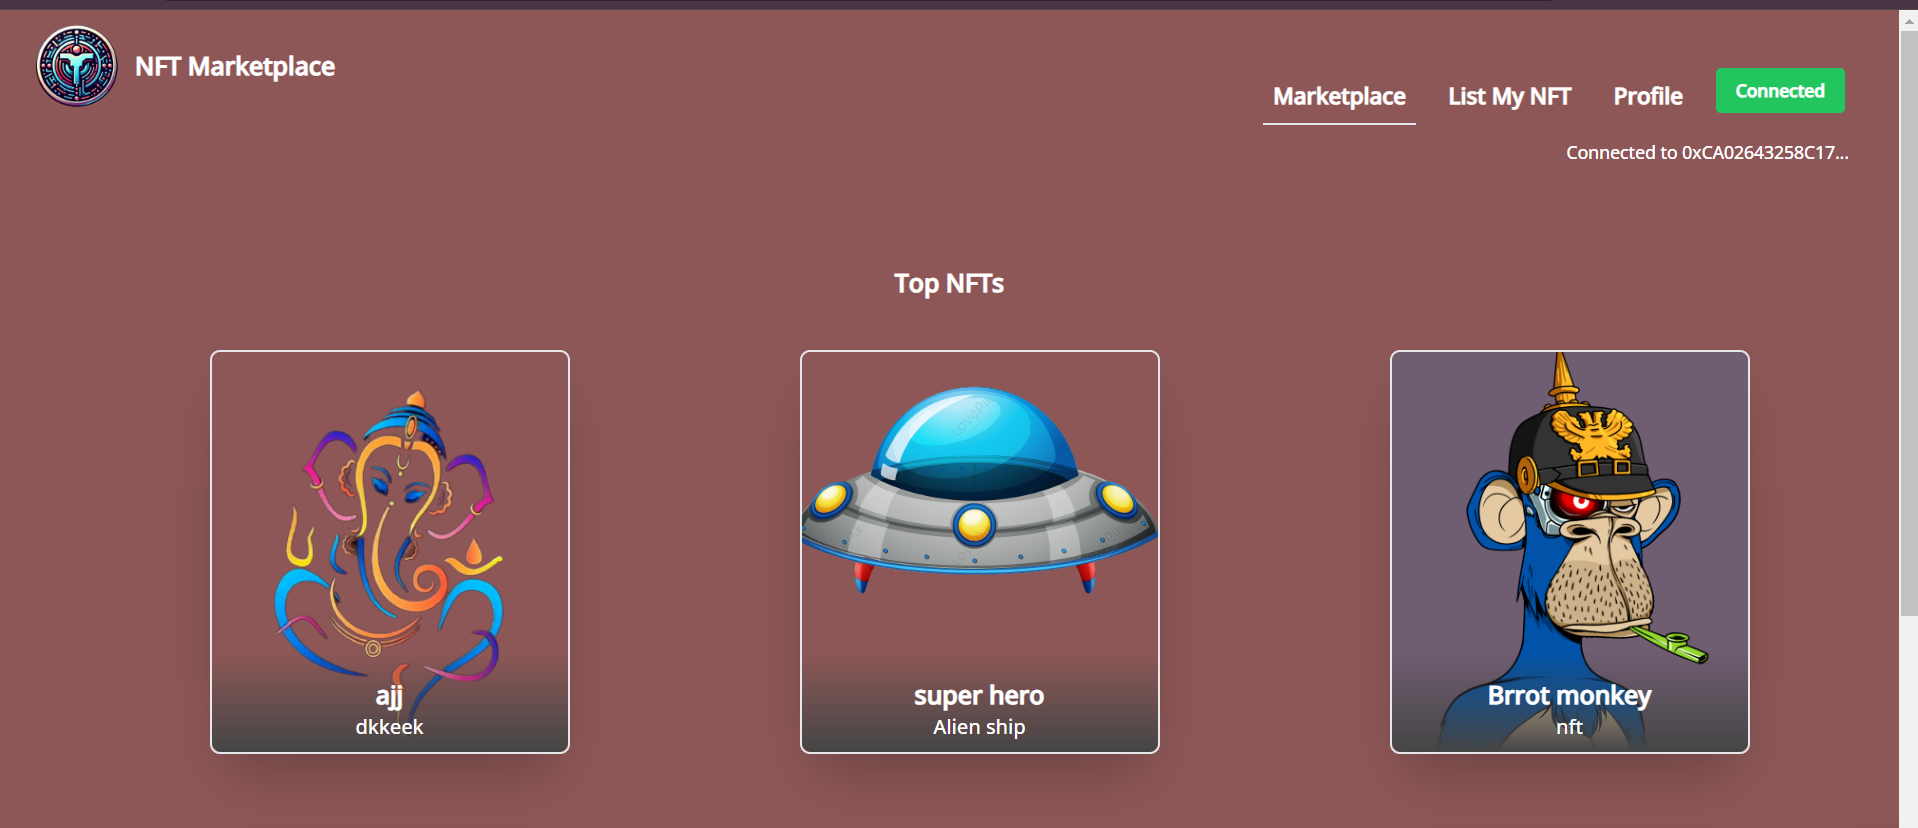 NFT Marketplace
Marketplace
List My NFT
Profile
Connected
Connected to 0xCA02643258C17...
Top NFTs
ajj
dkkeek
super hero
Alien ship
Brrot monkey
nft